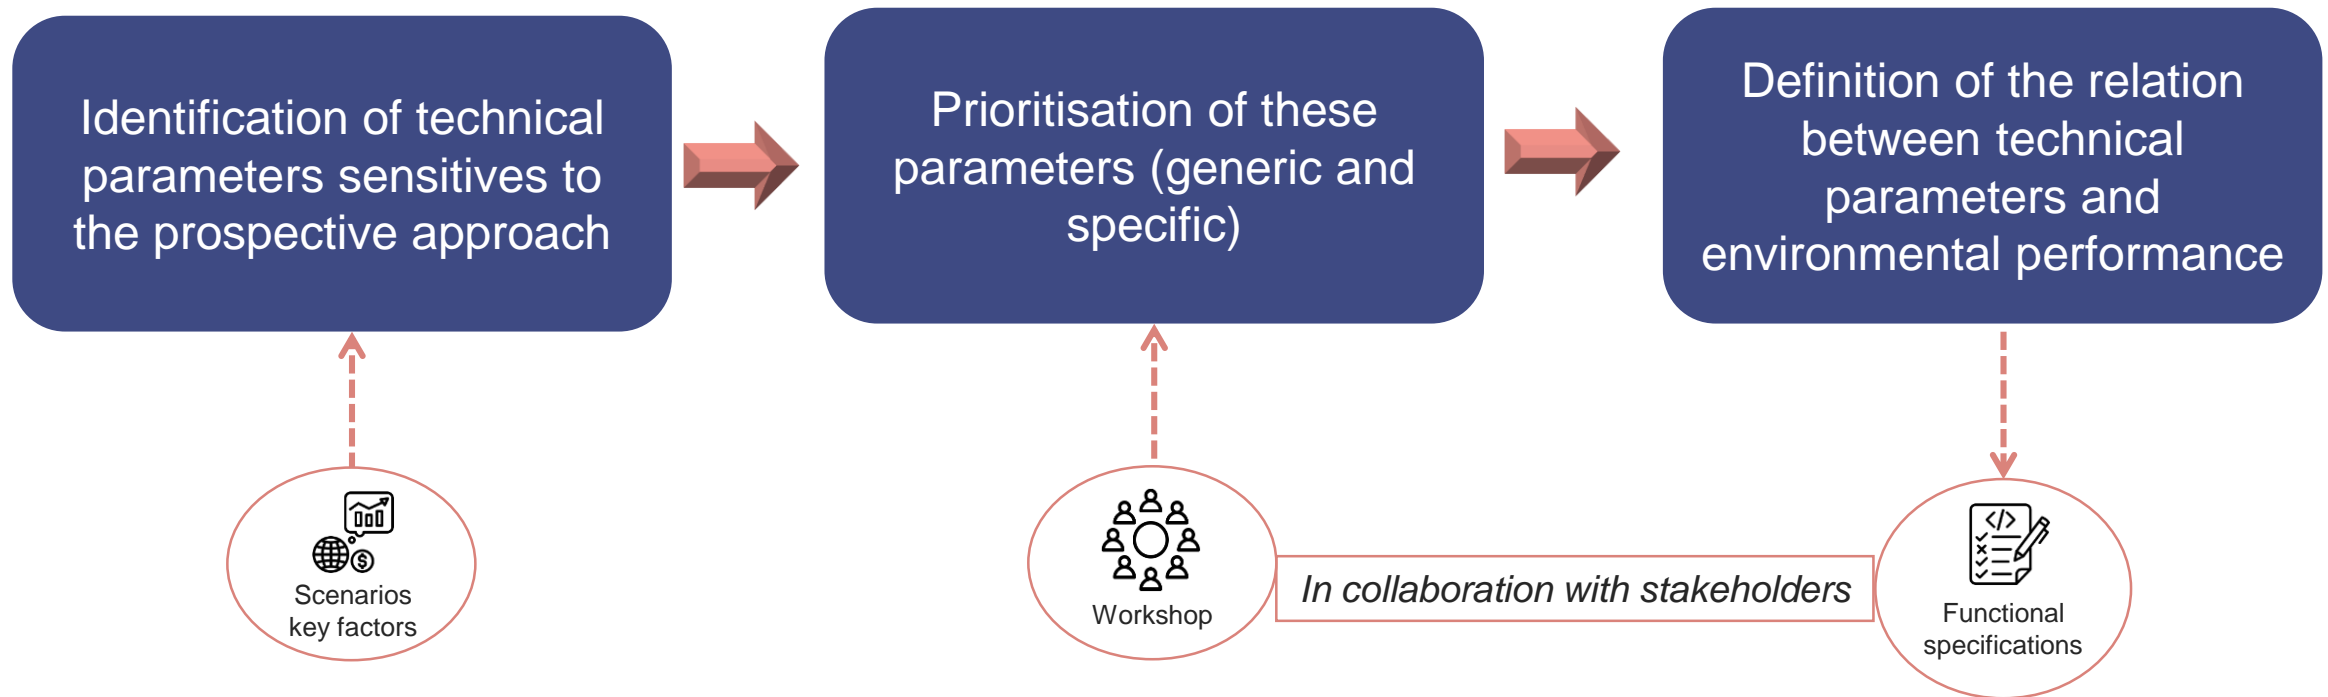 Identification of technical
parameters sensitives to
the prospective approach
Prioritisation of these
parameters (generic and
specific)
Definition of the relation
between technical
parameters and
environmental performance
Scenarios
key factors
Workshop
In collaboration with stakeholders
Functional
specifications